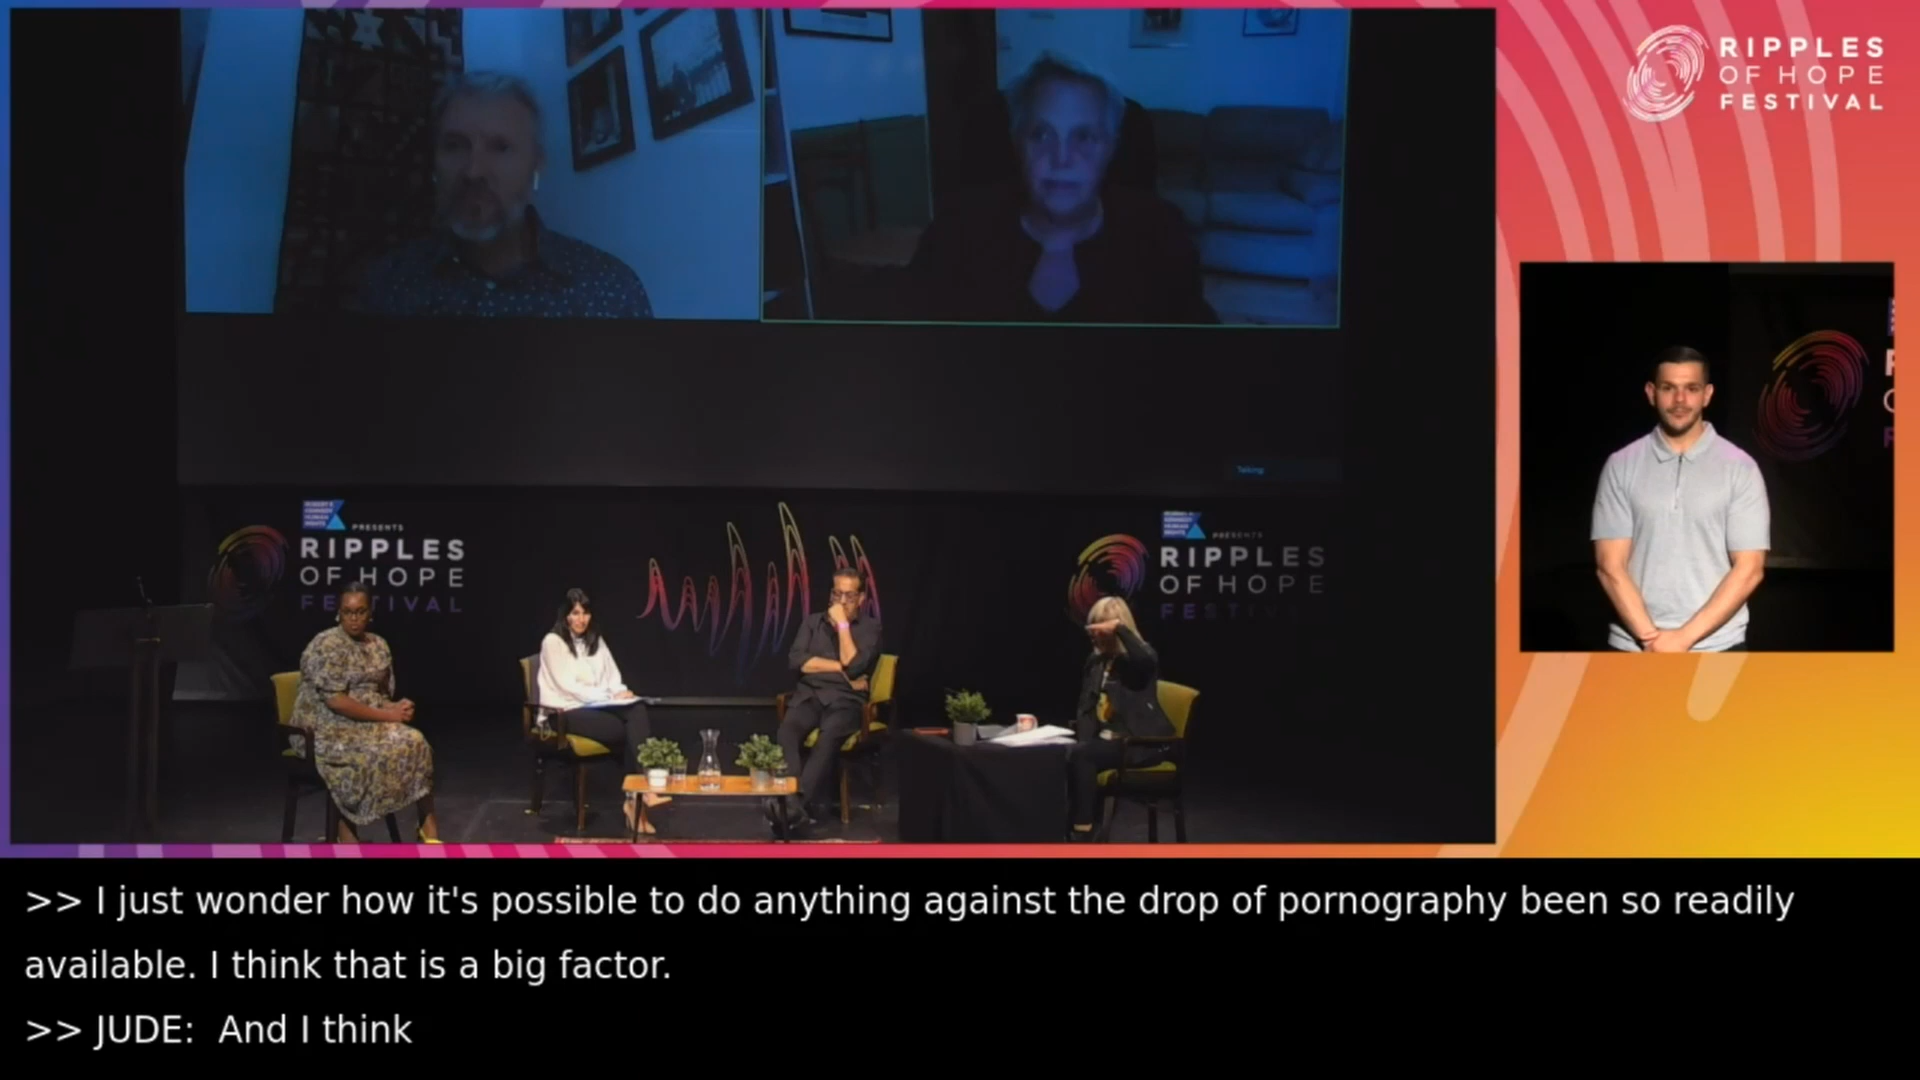 RIPPLES
OF HOPE
FESTIVAL
Talking:
PRESENTS
RIPPLES
OF HOPE
FESTIVAL
PRESENTS
RIPPLES
OF HOPE
FESTIVAL
>> I just wonder how it's possible to do anything against the drop of pornography been so readily
available. I think that is a big factor.
>> JUDE:  And I think